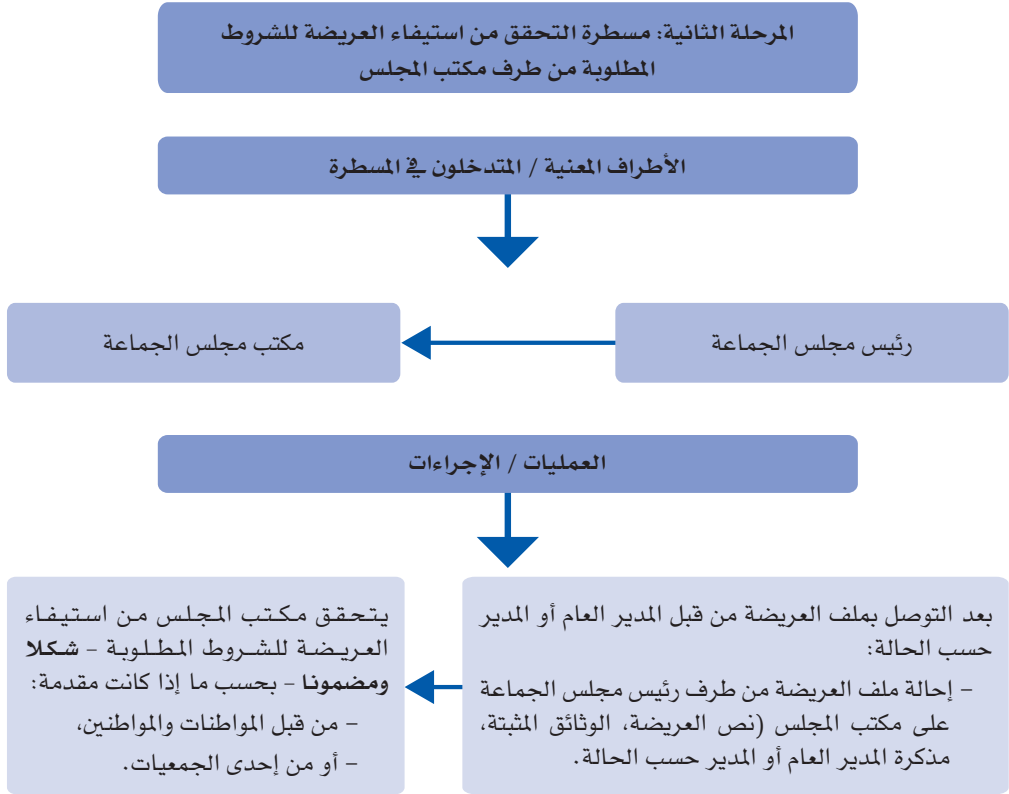 المرحلة الثانية: مسطرة التحقق من استيفاء العريضة للشروط
المطلوبة من طرف مكتب المجلس
الأطراف المعنية / المتدخلون في المسطرة
رئيس مجلس الجماعة
مكتب مجلس الجماعة
العمليات / الإجراءات
بعد التوصل بملف العريضة من قبل المدير العام أو المدير
حسب الحالة:
– إحالة ملف العريضة من طرف رئيس مجلس الجماعة
على مكتب المجلس (نص العريضة، الوثائق المثبتة،
مذكرة المدير العام أو المدير حسب الحالة.
يتحقق مكتب المجلس من استيفاء
العريضة للشروط المطلوبة – شكلا
ومضمونا – بحسب ما إذا كانت مقدمة:
– من قبل المواطنات والمواطنين،
– أو من إحدى الجمعيات.